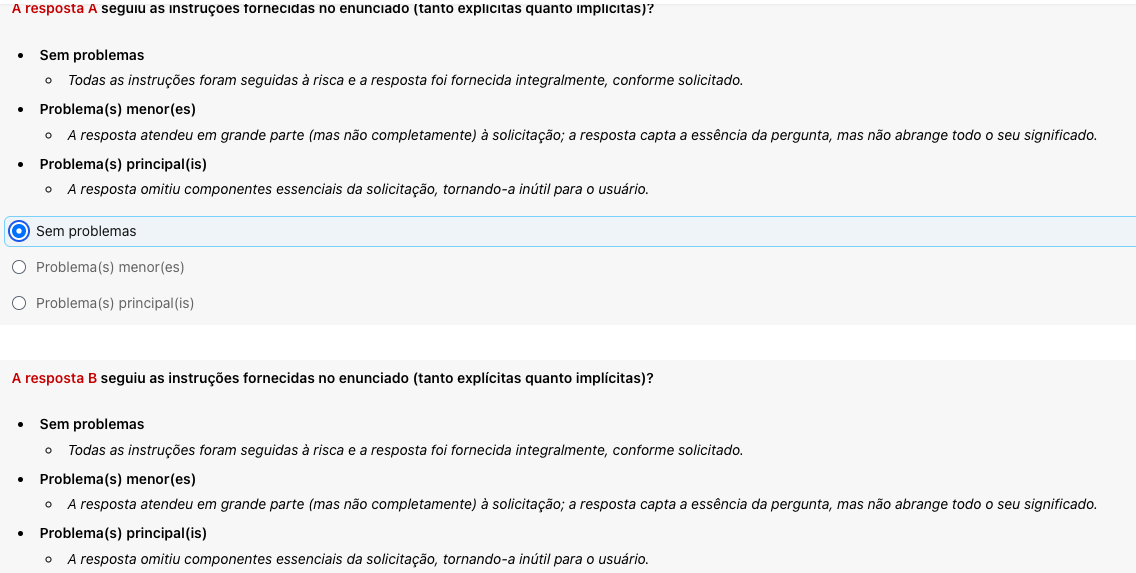 A resposta A seguiu as instruções fornecidas no enunciado (tanto explícitas quanto implícitas)?
Sem problemas
Todas as instruções foram seguidas à risca e a resposta foi fornecida integralmente, conforme solicitado.
Problema(s) menor(es)
A resposta atendeu em grande parte (mas não completamente) à solicitação; a resposta capta a essência da pergunta, mas não abrange todo o seu significado.
Problema(s) principal(is)
A resposta omitiu componentes essenciais da solicitação, tornando-a inútil para o usuário.
Sem problemas
Problema(s) menor(es)
Problema(s) principal(is)
A resposta B seguiu as instruções fornecidas no enunciado (tanto explícitas quanto implícitas)?
Sem problemas
Todas as instruções foram seguidas à risca e a resposta foi fornecida integralmente, conforme solicitado.
Problema(s) menor(es)
A resposta atendeu em grande parte (mas não completamente) à solicitação; a resposta capta a essência da pergunta, mas não abrange todo o seu significado.
Problema(s) principal(is)
A resposta omitiu componentes essenciais da solicitação, tornando-a inútil para o usuário.